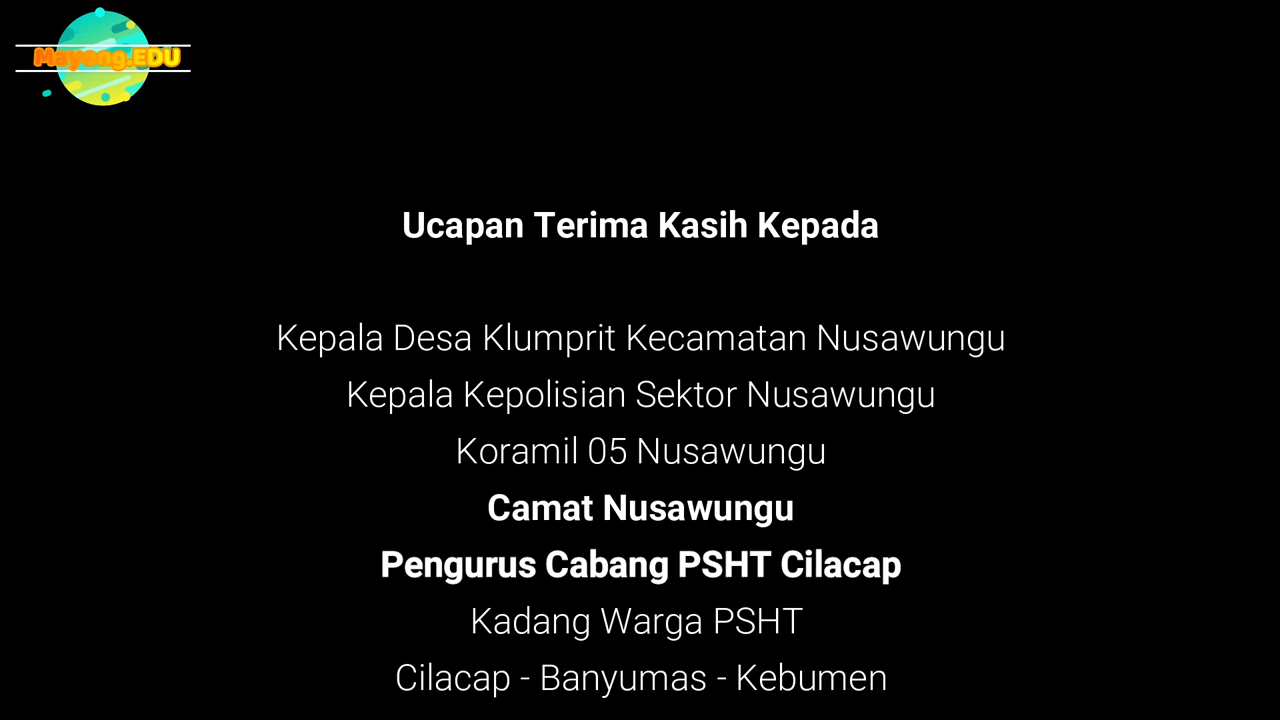 Mayong.EDU
Ucapan Terima Kasih Kepada
Kepala Desa Klumprit Kecamatan Nusawungu
Kepala Kepolisian Sektor Nusawungu
Koramil 05 Nusawungu
Camat Nusawungu
Pengurus Cabang PSHT Cilacap
Kadang Warga PSHT
Cilacap - Banyumas - Kebumen